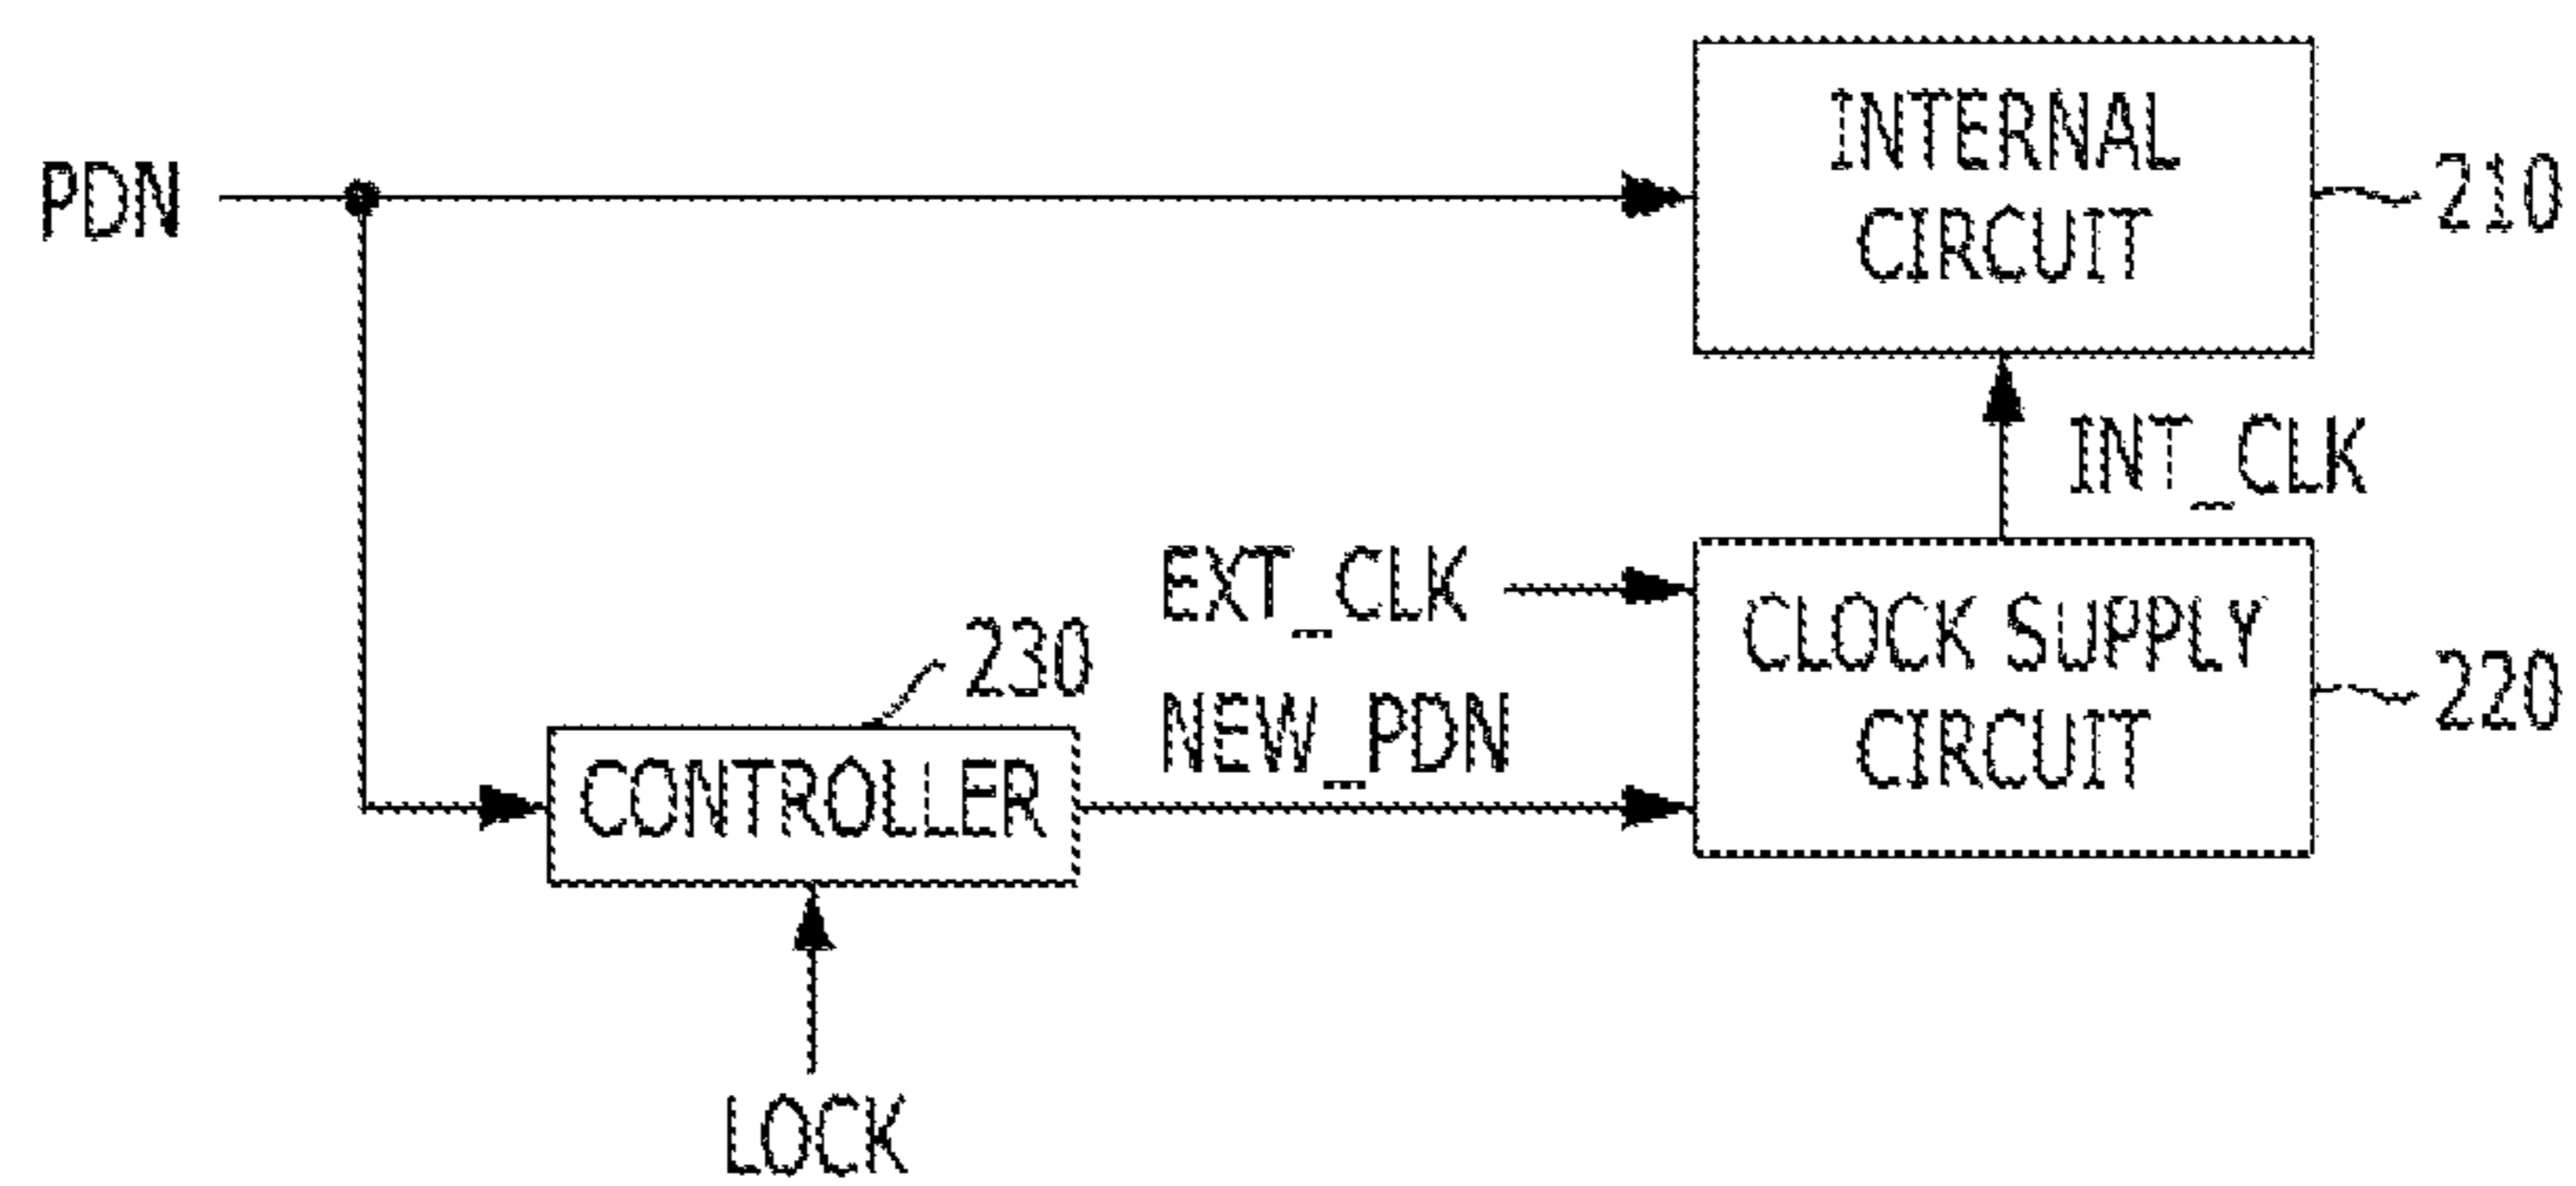 INTERNAL
CIRCUIT
PDN
210
INT_CLK
EXT_CLK
CLOCK SUPPLY
CIRCUIT
230
220
NEW_PDN
CONTROLLER
LOCK